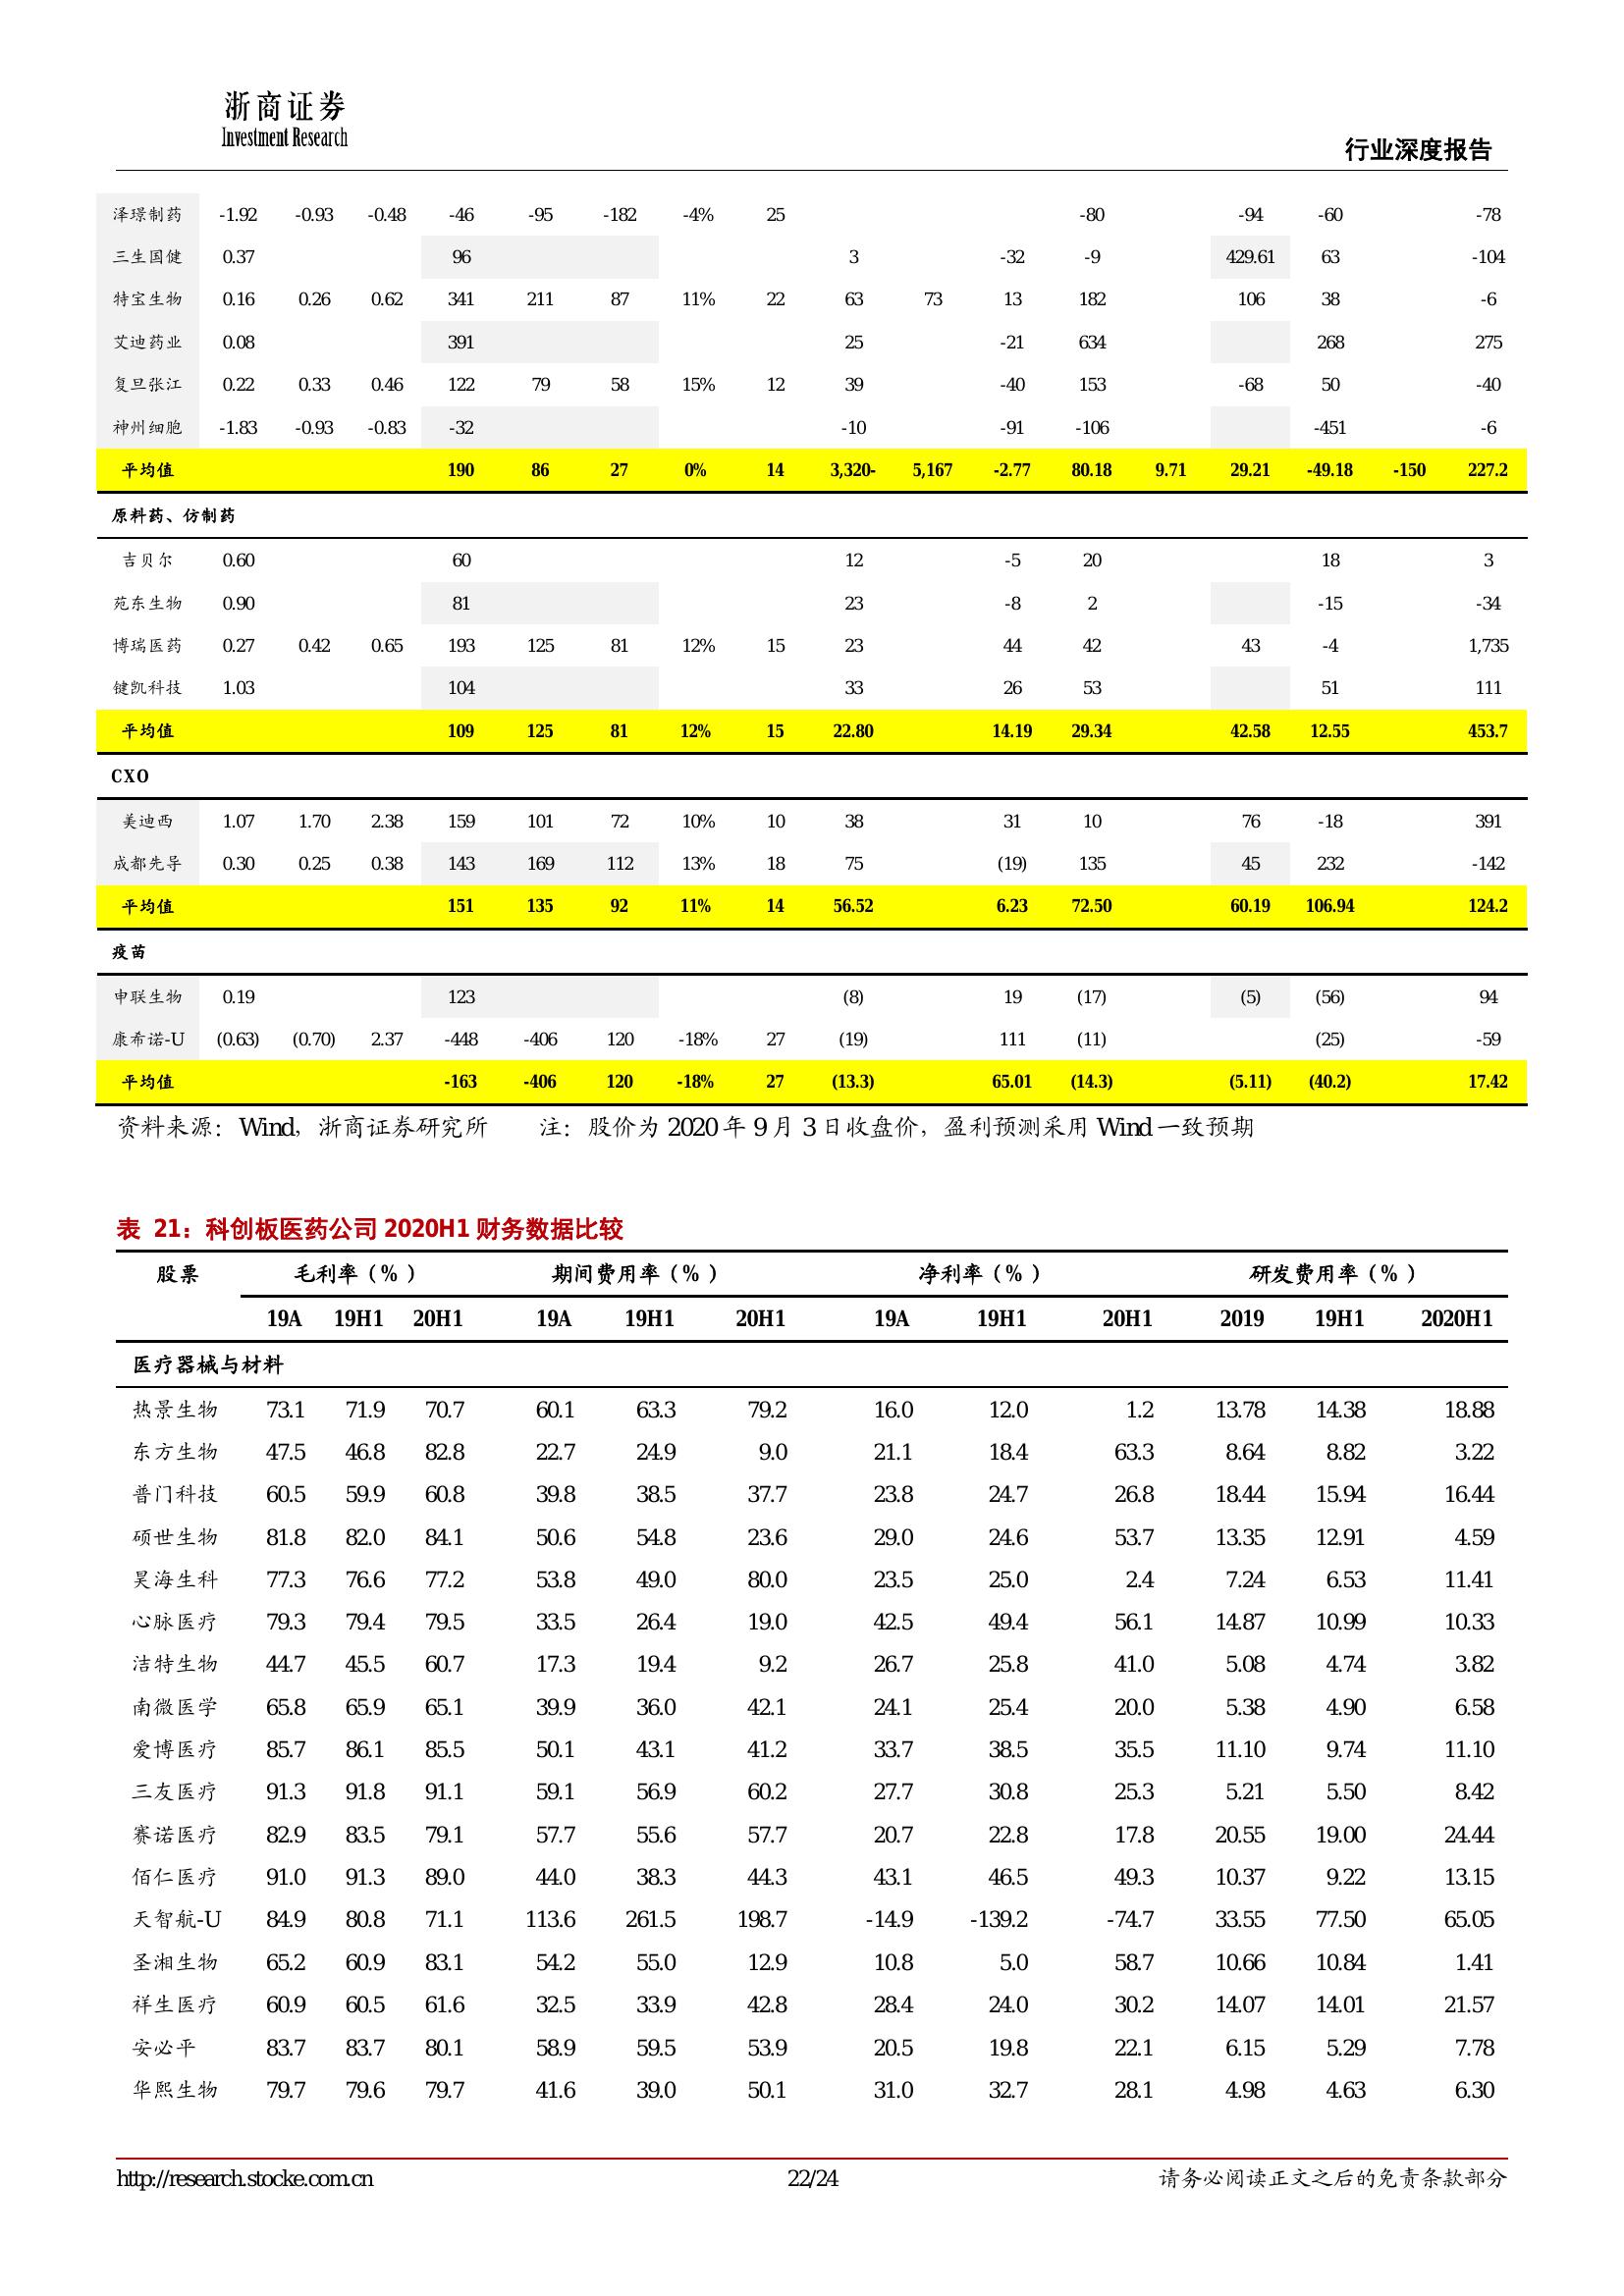 浙商证券
Investment Research
行业深度报告
泽璟制药 -1.92 -0.93 -0.48 -46 -95 -182 -4% 25 -80 -94 -60 -78
三生国健 0.37 96 3 -32 -9 429.61 63 -104
特宝生物 0.16 0.26 0.62 341 211 87 11% 22 63 73 13 182 106 38 -6
艾迪药业 0.08 391 25 -21 634 268 275
复旦张江 0.22 0.33 0.46 122 79 58 15% 12 39 -40 153 -68 50 -40
神州细胞 -1.83 -0.93 -0.83 -32 -10 -91 -106 -451 -6
平均值 190 86 27 0% 14 3,320- 5,167 -2.77 80.18 9.71 29.21 -49.18 -150 227.2
原料药、仿制药
吉贝尔 0.60 60 12 -5 20 18 3
苑东生物 0.90 81 23 -8 2 -15 -34
博瑞医药 0.27 0.42 0.65 193 125 81 12% 15 23 44 42 43 -4 1,735
键凯科技 1.03 104 33 26 53 51 111
平均值 109 125 81 12% 15 22.80 14.19 29.34 42.58 12.55 453.7
CXO
美迪西 1.07 1.70 2.38 159 101 72 10% 10 38 31 10 76 -18 391
成都先导 0.30 0.25 0.38 143 169 112 13% 18 75 (19) 135 45 232 -142
平均值 151 135 92 11% 14 56.52 6.23 72.50 60.19 106.94 124.2
疫苗
申联生物 0.19 123 (8) 19 (17) (5) (56) 94
康希诺-U (0.63) (0.70) 2.37 -448 -406 120 -18% 27 (19) 111 (11) (25) -59
平均值 -163 -406 120 -18% 27 (13.3) 65.01 (14.3) (5.11) (40.2) 17.42
资料来源：Wind，浙商证券研究所 注：股价为 2020 年 9 月 3 日收盘价，盈利预测采用 Wind 一致预期
表 21：科创板医药公司 2020H1 财务数据比较
股票 毛利率（%） 期间费用率（%） 净利率（%） 研发费用率（%）
19A 19H1 20H1 19A 19H1 20H1 19A 19H1 20H1 2019 19H1 2020H1
医疗器械与材料
热景生物 73.1 71.9 70.7 60.1 63.3 79.2 16.0 12.0 1.2 13.78 14.38 18.88
东方生物 47.5 46.8 82.8 22.7 24.9 9.0 21.1 18.4 63.3 8.64 8.82 3.22
普门科技 60.5 59.9 60.8 39.8 38.5 37.7 23.8 24.7 26.8 18.44 15.94 16.44
硕世生物 81.8 82.0 84.1 50.6 54.8 23.6 29.0 24.6 53.7 13.35 12.91 4.59
昊海生科 77.3 76.6 77.2 53.8 49.0 80.0 23.5 25.0 2.4 7.24 6.53 11.41
心脉医疗 79.3 79.4 79.5 33.5 26.4 19.0 42.5 49.4 56.1 14.87 10.99 10.33
洁特生物 44.7 45.5 60.7 17.3 19.4 9.2 26.7 25.8 41.0 5.08 4.74 3.82
南微医学 65.8 65.9 65.1 39.9 36.0 42.1 24.1 25.4 20.0 5.38 4.90 6.58
爱博医疗 85.7 86.1 85.5 50.1 43.1 41.2 33.7 38.5 35.5 11.10 9.74 11.10
三友医疗 91.3 91.8 91.1 59.1 56.9 60.2 27.7 30.8 25.3 5.21 5.50 8.42
赛诺医疗 82.9 83.5 79.1 57.7 55.6 57.7 20.7 22.8 17.8 20.55 19.00 24.44
佰仁医疗 91.0 91.3 89.0 44.0 38.3 44.3 43.1 46.5 49.3 10.37 9.22 13.15
天智航-U 84.9 80.8 71.1 113.6 261.5 198.7 -14.9 -139.2 -74.7 33.55 77.50 65.05
圣湘生物 65.2 60.9 83.1 54.2 55.0 12.9 10.8 5.0 58.7 10.66 10.84 1.41
祥生医疗 60.9 60.5 61.6 32.5 33.9 42.8 28.4 24.0 30.2 14.07 14.01 21.57
安必平 83.7 83.7 80.1 58.9 59.5 53.9 20.5 19.8 22.1 6.15 5.29 7.78
华熙生物 79.7 79.6 79.7 41.6 39.0 50.1 31.0 32.7 28.1 4.98 4.63 6.30
http://research.stocke.com.cn 22/24 请务必阅读正文之后的免责条款部分